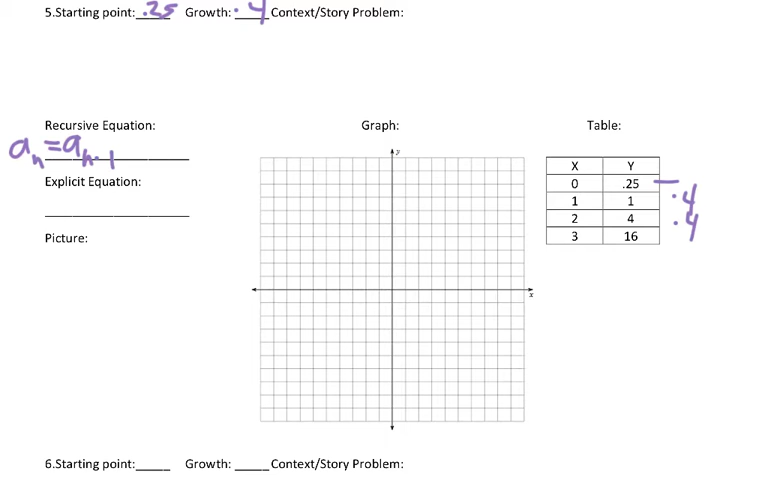 5.Starting point: .25 Growth: ·4 Context/Story Problem:
Recursive Equation: Graph: Table:
aₙ=aₙ₋₁
Explicit Equation:
Picture:
y
x
X Y
0 .25
1 1 ·4
2 4 ·4
3 16
6.Starting point:_____ Growth: _____Context/Story Problem: